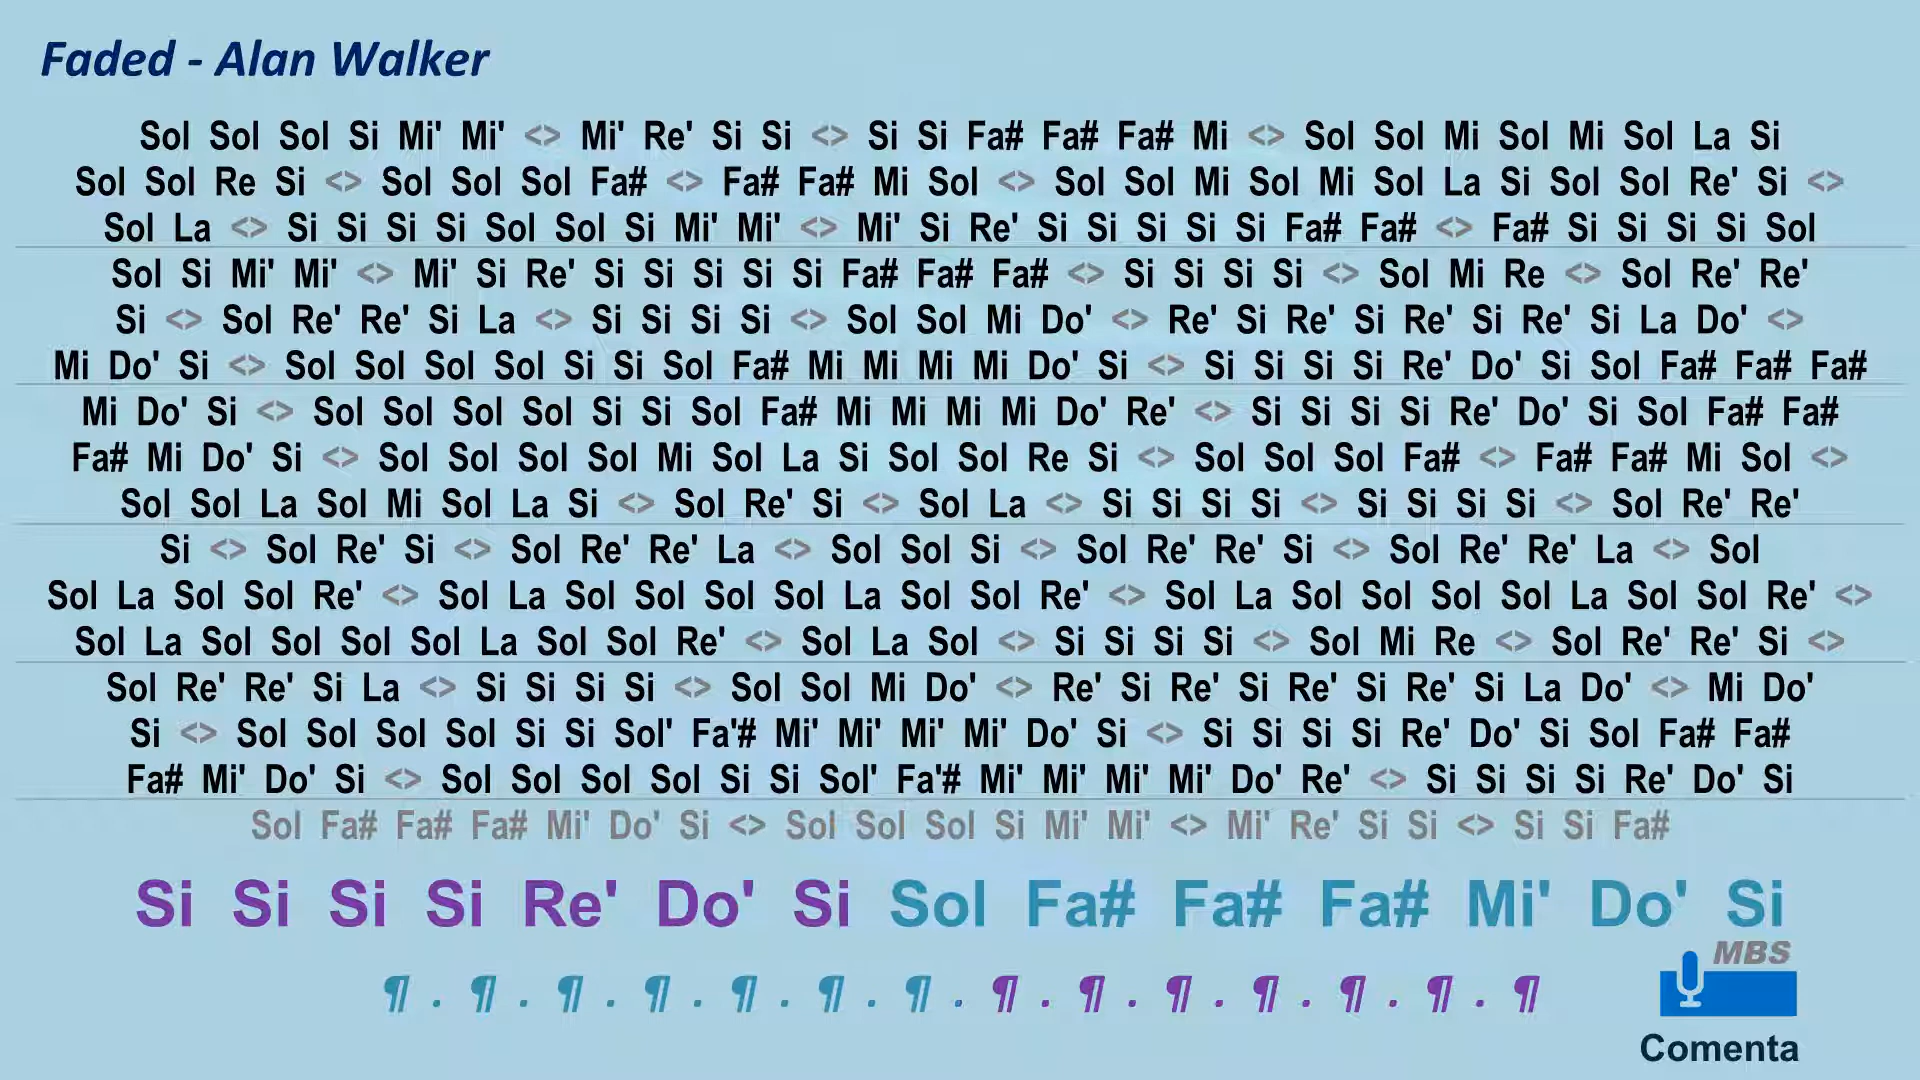 Faded - Alan Walker
Sol Sol Sol Si Mi' Mi' <> Mi' Re' Si Si <> Si Si Fa# Fa# Fa# Mi <> Sol Sol Mi Sol Mi Sol La Si
Sol Sol Re Si <> Sol Sol Sol Fa# <> Fa# Fa# Mi Sol <> Sol Sol Mi Sol Mi Sol La Si Sol Sol Re' Si <>
Sol La <> Si Si Si Si Sol Sol Si Mi' Mi' <> Mi' Si Re' Si Si Si Si Si Fa# Fa# <> Fa# Si Si Si Si Sol
Sol Si Mi' Mi' <> Mi' Si Re' Si Si Si Si Si Fa# Fa# Fa# <> Si Si Si Si <> Sol Mi Re <> Sol Re' Re'
Si <> Sol Re' Re' Si La <> Si Si Si Si <> Sol Sol Mi Do' <> Re' Si Re' Si Re' Si Re' Si La Do' <>
Mi Do' Si <> Sol Sol Sol Sol Si Si Sol Fa# Mi Mi Mi Mi Do' Si <> Si Si Si Si Re' Do' Si Sol Fa# Fa# Fa#
Mi Do' Si <> Sol Sol Sol Sol Si Si Sol Fa# Mi Mi Mi Mi Do' Re' <> Si Si Si Si Re' Do' Si Sol Fa# Fa#
Fa# Mi Do' Si <> Sol Sol Sol Sol Mi Sol La Si Sol Sol Re Si <> Sol Sol Sol Fa# <> Fa# Fa# Mi Sol <>
Sol Sol La Sol Mi Sol La Si <> Sol Re' Si <> Sol La <> Si Si Si Si <> Si Si Si Si <> Sol Re' Re'
Si <> Sol Re' Si <> Sol Re' Re' La <> Sol Sol Si <> Sol Re' Re' Si <> Sol Re' Re' La <> Sol
Sol La Sol Sol Re' <> Sol La Sol Sol Sol Sol La Sol Sol Re' <> Sol La Sol Sol Sol Sol La Sol Sol Re' <>
Sol La Sol Sol Sol Sol La Sol Sol Re' <> Sol La Sol <> Si Si Si Si <> Sol Mi Re <> Sol Re' Re' Si <>
Sol Re' Re' Si La <> Si Si Si Si <> Sol Sol Mi Do' <> Re' Si Re' Si Re' Si Re' Si La Do' <> Mi Do'
Si <> Sol Sol Sol Sol Si Si Sol' Fa'# Mi' Mi' Mi' Mi' Do' Si <> Si Si Si Si Re' Do' Si Sol Fa# Fa#
Fa# Mi' Do' Si <> Sol Sol Sol Sol Si Si Sol' Fa'# Mi' Mi' Mi' Mi' Do' Re' <> Si Si Si Si Re' Do' Si
Sol Fa# Fa# Fa# Mi' Do' Si <> Sol Sol Sol Si Mi' Mi' <> Mi' Re' Si Si <> Si Si Fa#
Si Si Si Si Re' Do' Si Sol Fa# Fa# Fa# Mi' Do' Si
¶ . ¶ . ¶ . ¶ . ¶ . ¶ . ¶ . ¶ . ¶ . ¶ . ¶ . ¶ . ¶ . ¶
MBS
Comenta